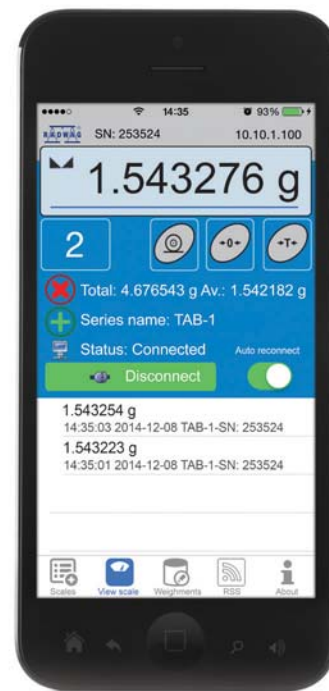 14:35 93%
RADWAG SN: 253524 10.10.1.100
1.543276 g
2 →0← →T←
Total: 4.676543 g Av.: 1.542182 g
Series name: TAB-1
Status: Connected Auto reconnect
Disconnect
1.543254 g
14:35:03 2014-12-08 TAB-1-SN: 253524
1.543223 g
14:35:01 2014-12-08 TAB-1-SN: 253524
Scales View scale Weighments RSS About